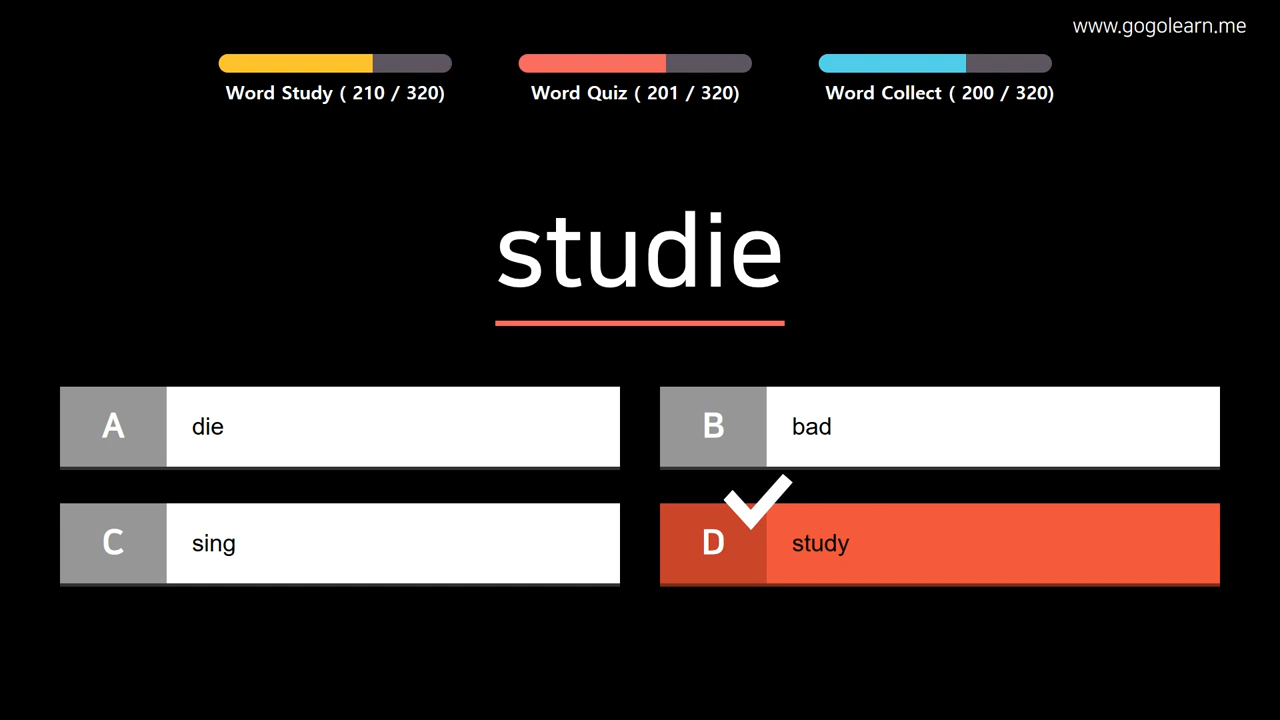 www.gogolearn.me
Word Study ( 210 / 320)
Word Quiz ( 201 / 320)
Word Collect ( 200 / 320)
studie
A die
B bad
C sing
D study